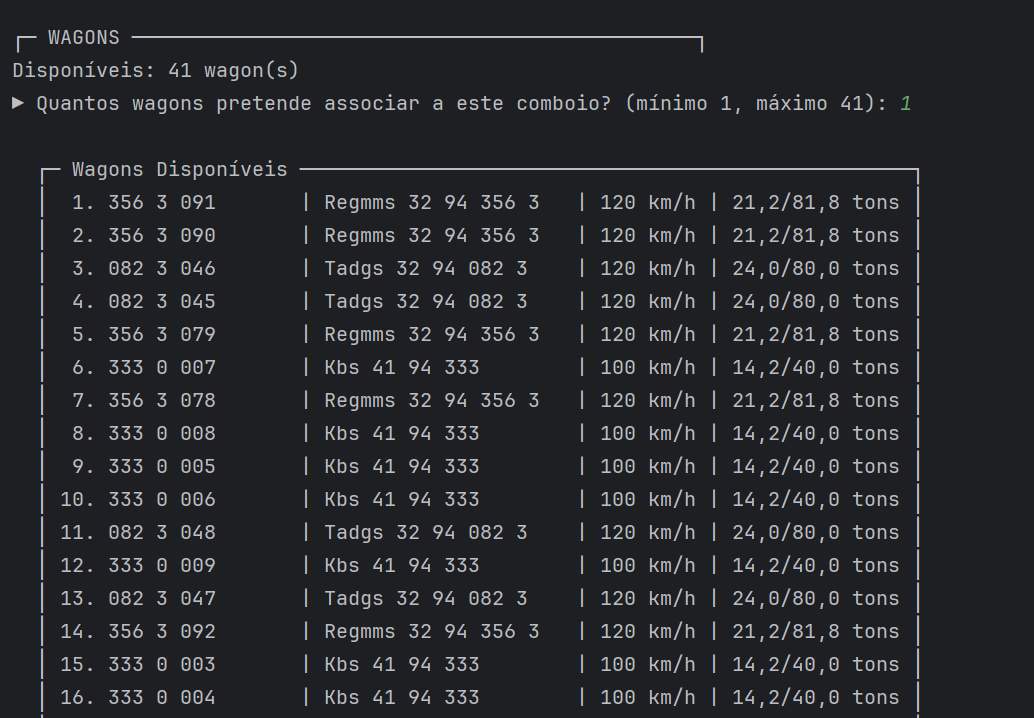 WAGONS
Disponíveis: 41 wagon(s)
► Quantos wagons pretende associar a este comboio? (mínimo 1, máximo 41): 1
Wagons Disponíveis
1. 356 3 091 | Regmms 32 94 356 3 | 120 km/h | 21,2/81,8 tons
2. 356 3 090 | Regmms 32 94 356 3 | 120 km/h | 21,2/81,8 tons
3. 082 3 046 | Tadgs 32 94 082 3 | 120 km/h | 24,0/80,0 tons
4. 082 3 045 | Tadgs 32 94 082 3 | 120 km/h | 24,0/80,0 tons
5. 356 3 079 | Regmms 32 94 356 3 | 120 km/h | 21,2/81,8 tons
6. 333 0 007 | Kbs 41 94 333 | 100 km/h | 14,2/40,0 tons
7. 356 3 078 | Regmms 32 94 356 3 | 120 km/h | 21,2/81,8 tons
8. 333 0 008 | Kbs 41 94 333 | 100 km/h | 14,2/40,0 tons
9. 333 0 005 | Kbs 41 94 333 | 100 km/h | 14,2/40,0 tons
10. 333 0 006 | Kbs 41 94 333 | 100 km/h | 14,2/40,0 tons
11. 082 3 048 | Tadgs 32 94 082 3 | 120 km/h | 24,0/80,0 tons
12. 333 0 009 | Kbs 41 94 333 | 100 km/h | 14,2/40,0 tons
13. 082 3 047 | Tadgs 32 94 082 3 | 120 km/h | 24,0/80,0 tons
14. 356 3 092 | Regmms 32 94 356 3 | 120 km/h | 21,2/81,8 tons
15. 333 0 003 | Kbs 41 94 333 | 100 km/h | 14,2/40,0 tons
16. 333 0 004 | Kbs 41 94 333 | 100 km/h | 14,2/40,0 tons